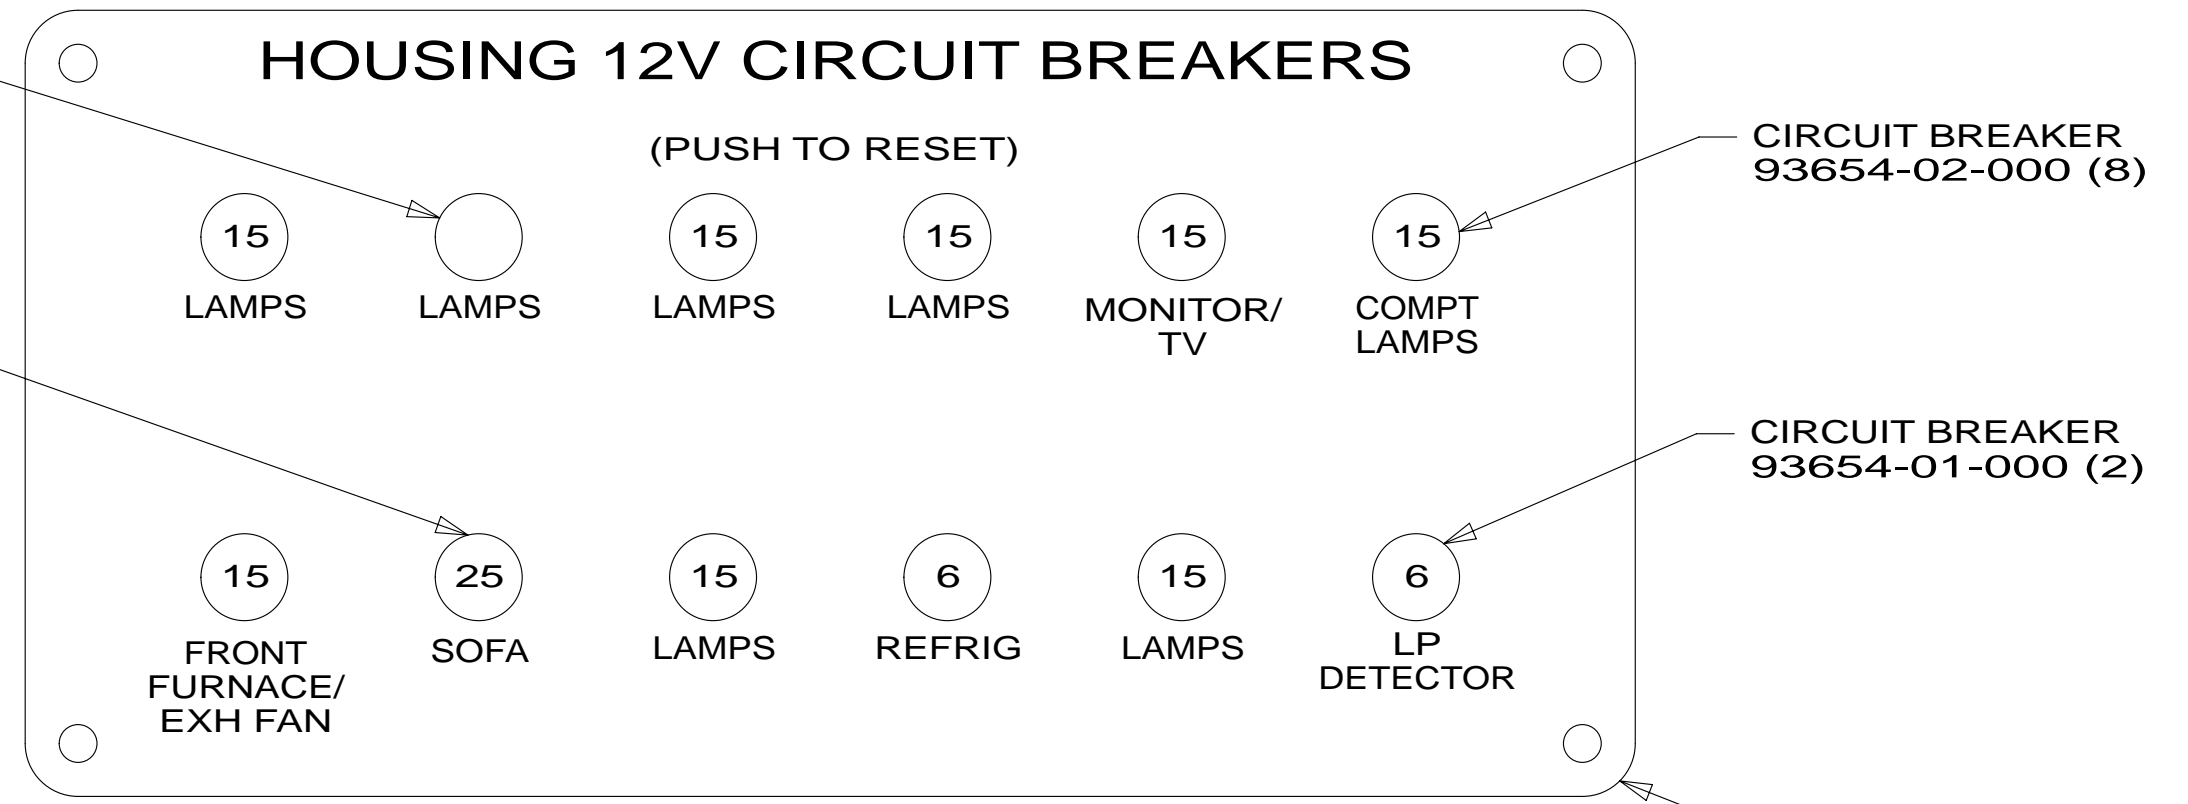 HOUSING 12V CIRCUIT BREAKERS
(PUSH TO RESET)
CIRCUIT BREAKER
93654-02-000 (8)
15 15 15 15 15
LAMPS LAMPS LAMPS LAMPS MONITOR/ COMPT
TV LAMPS
CIRCUIT BREAKER
93654-01-000 (2)
15 25 15 6 15 6
FRONT SOFA LAMPS REFRIG LAMPS LP
FURNACE/ DETECTOR
EXH FAN